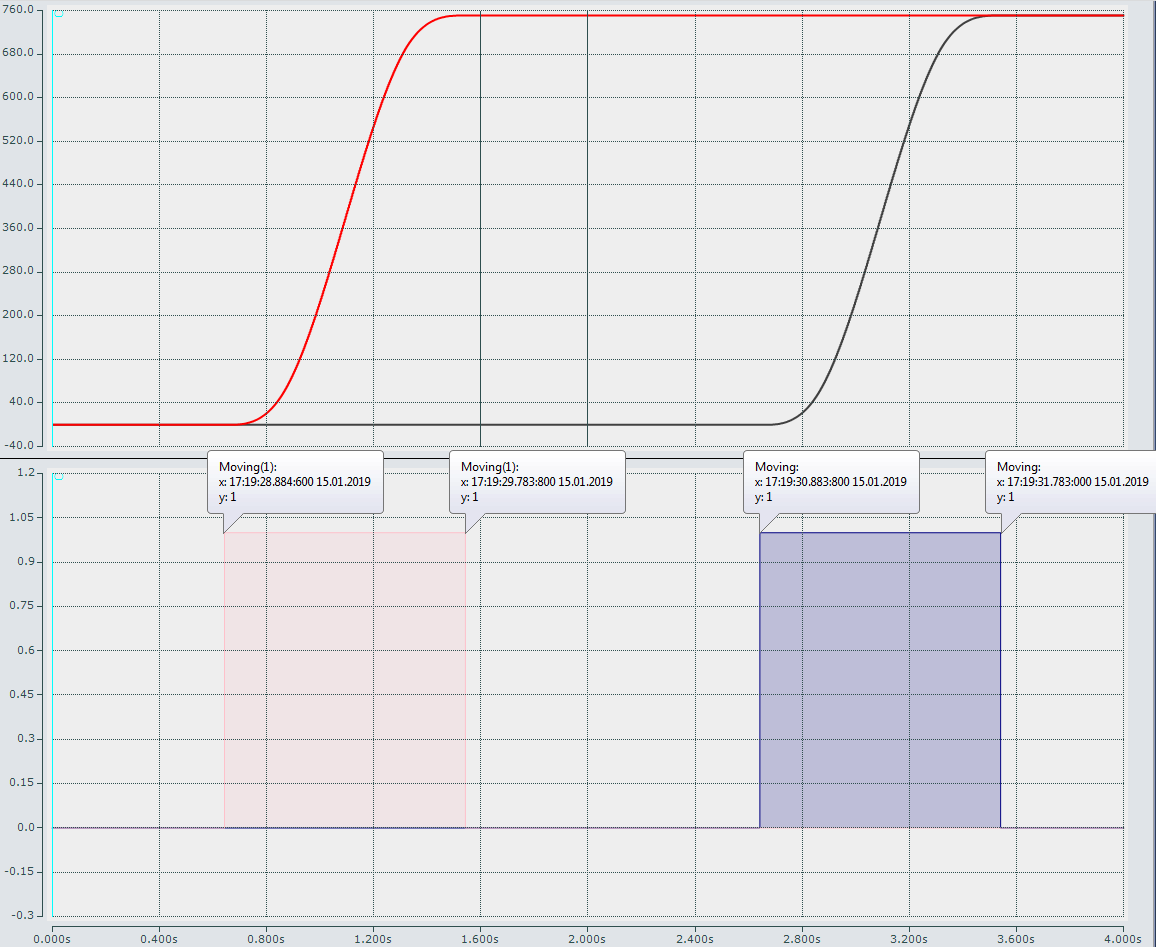 760.0
680.0
600.0
520.0
440.0
360.0
280.0
200.0
120.0
40.0
-40.0
1.2
1.05
0.9
0.75
0.6
0.45
0.3
0.15
0.0
-0.15
-0.3
Moving(1):
x: 17:19:28.884:600 15.01.2019
y: 1
Moving(1):
x: 17:19:29.783:800 15.01.2019
y: 1
Moving:
x: 17:19:30.883:800 15.01.2019
y: 1
Moving:
x: 17:19:31.783:000 15.01.2019
y: 1
0.000s 0.400s 0.800s 1.200s 1.600s 2.000s 2.400s 2.800s 3.200s 3.600s 4.000s